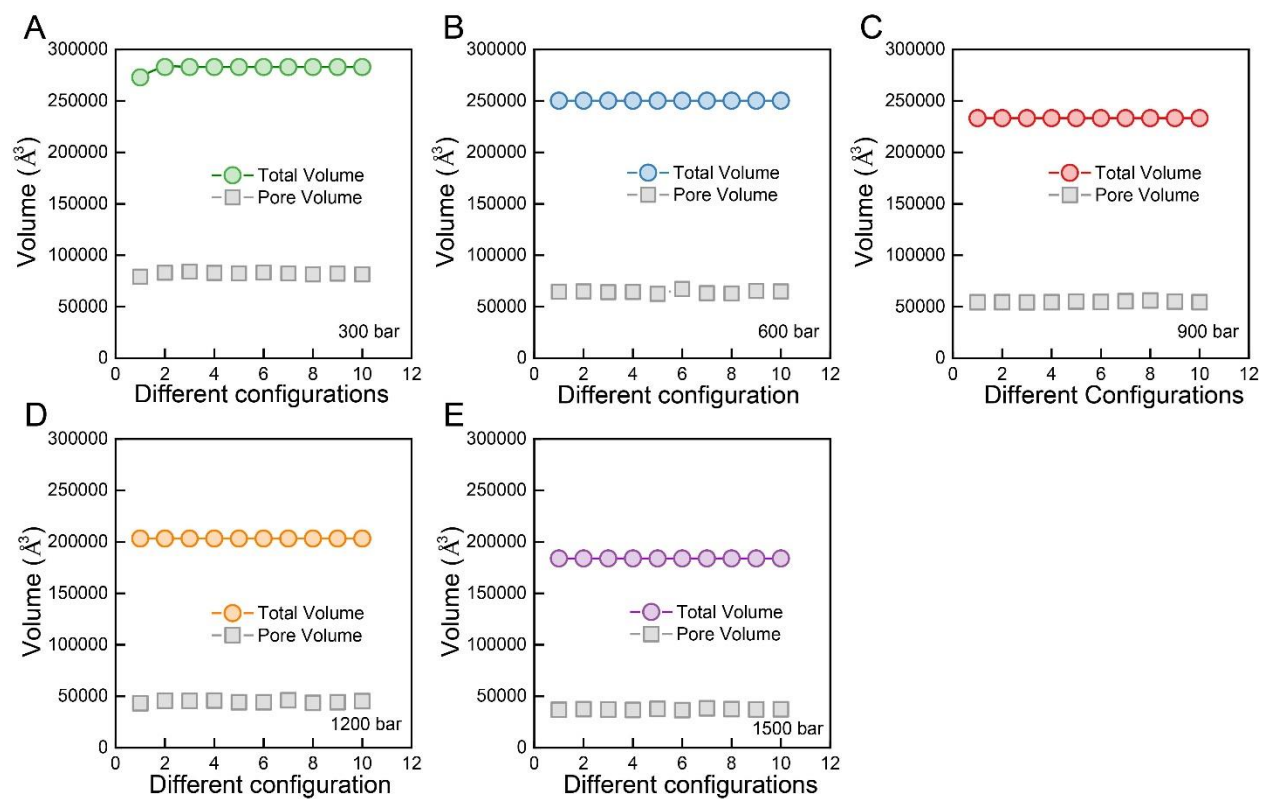 A
300000
250000
200000
150000
100000
50000
0
Volume (Å³)
Total Volume
Pore Volume
300 bar
0 2 4 6 8 10 12
Different configurations
B
300000
250000
200000
150000
100000
50000
0
Volume (Å³)
Total Volume
Pore Volume
600 bar
0 2 4 6 8 10 12
Different configuration
C
300000
250000
200000
150000
100000
50000
0
Volume (Å³)
Total Volume
Pore Volume
900 bar
0 2 4 6 8 10 12
Different Configurations
D
300000
250000
200000
150000
100000
50000
0
Volume (Å³)
Total Volume
Pore Volume
1200 bar
0 2 4 6 8 10 12
Different configuration
E
300000
250000
200000
150000
100000
50000
0
Volume (Å³)
Total Volume
Pore Volume
1500 bar
0 2 4 6 8 10 12
Different configurations